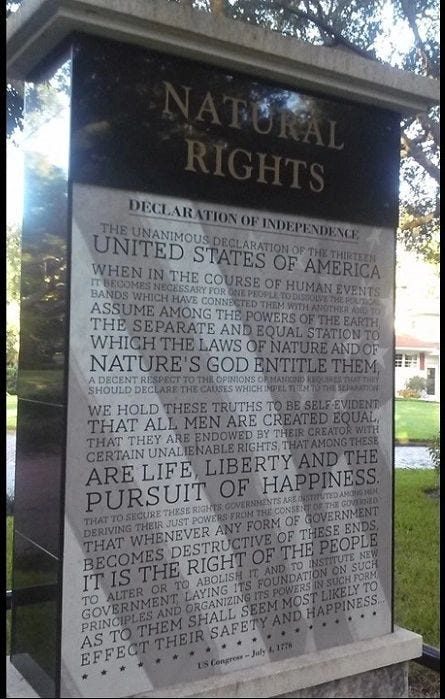 NATURAL
RIGHTS
DECLARATION OF INDEPENDENCE
THE UNANIMOUS DECLARATION OF THE THIRTEEN
UNITED STATES OF AMERICA
WHEN IN THE COURSE OF HUMAN EVENTS
IT BECOMES NECESSARY FOR ONE PEOPLE TO DISSOLVE THE POLITICAL
BANDS WHICH HAVE CONNECTED THEM WITH ANOTHER AND TO
ASSUME AMONG THE POWERS OF THE EARTH,
THE SEPARATE AND EQUAL STATION TO
WHICH THE LAWS OF NATURE AND OF
NATURE'S GOD ENTITLE THEM,
A DECENT RESPECT TO THE OPINIONS OF MANKIND REQUIRES THAT THEY
SHOULD DECLARE THE CAUSES WHICH IMPEL THEM TO THE SEPARATION
WE HOLD THESE TRUTHS TO BE SELF-EVIDENT,
THAT ALL MEN ARE CREATED EQUAL,
THAT THEY ARE ENDOWED BY THEIR CREATOR WITH
CERTAIN UNALIENABLE RIGHTS, THAT AMONG THESE
ARE LIFE, LIBERTY AND THE
PURSUIT OF HAPPINESS.
THAT TO SECURE THESE RIGHTS, GOVERNMENTS ARE INSTITUTED AMONG MEN,
DERIVING THEIR JUST POWERS FROM THE CONSENT OF THE GOVERNED
THAT WHENEVER ANY FORM OF GOVERNMENT
BECOMES DESTRUCTIVE OF THESE ENDS,
IT IS THE RIGHT OF THE PEOPLE
TO ALTER OR TO ABOLISH IT, AND TO INSTITUTE NEW
GOVERNMENT, LAYING ITS FOUNDATION ON SUCH
PRINCIPLES AND ORGANIZING ITS POWERS IN SUCH FORM,
AS TO THEM SHALL SEEM MOST LIKELY TO
EFFECT THEIR SAFETY AND HAPPINESS...
US Congress – July 4, 1776